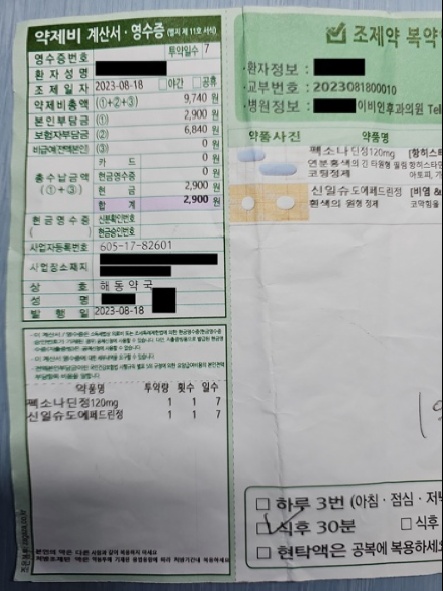 약제비 계산서·영수증 (별지 제11호 서식)
영수증번호 투약일수 7
환자성명
조제일자 2023-08-18 □야간 □공휴
약제비총액 (①+②+③) 9,740 원
본인부담금 ① 2,900 원
보험자부담금 ② 6,840 원
비급여(전액본인) ③ 0 원
총수납금액 (①+③)
카드 0 원
현금영수증 0 원
현금 2,900 원
합계 2,900 원
현금영수증 ( )
신분확인번호
현금승인번호
사업자등록번호 605-17-82601
사업장소재지
상호 해동약국
성명
발행일 2023-08-18
약품명 투약량 횟수 일수
펙소나딘정120mg 1 1 7
신일슈도에페드린정 1 1 7
조제약 복약
·환자정보 :
·교부번호 : 2023081800010
·병원정보 : 이비인후과의원 Tel
약품사진 약품명
펙소나딘정120mg [항히스
연분홍색의 긴 타원형 필름코팅정제
신일슈도에페드린정 [비염 &
흰색의 원형 정제
□ 하루 3번 (아침·점심·저녁
□ 식후 30분 □ 식후
□ 현탁액은 공복에 복용하세요